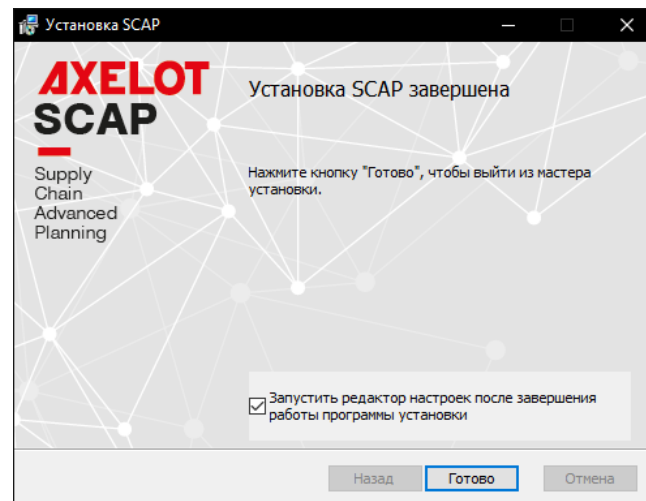 Установка SCAP
AXELOT
SCAP
Supply
Chain
Advanced
Planning
Установка SCAP завершена
Нажмите кнопку "Готово", чтобы выйти из мастера
установки.
Запустить редактор настроек после завершения
работы программы установки
Назад
Готово
Отмена